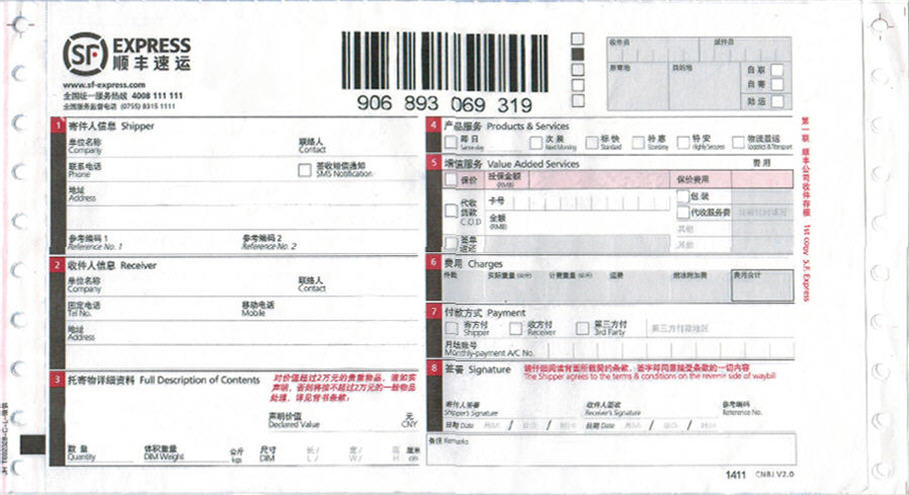 SF EXPRESS
顺丰速运
www.sf-express.com
全国统一服务热线 4008 111 111
全国服务监督电话 (0755) 8315 1111
906 893 069 319
收件员 派件员
原寄地 目的地 自取
自寄
陆运
1 寄件人信息 Shipper
单位名称 Company 联络人 Contact
联系电话 Phone 签收短信通知 SMS Notification
地址 Address
参考编码 1 Reference No. 1 参考编码 2 Reference No. 2
2 收件人信息 Receiver
单位名称 Company 联络人 Contact
固定电话 Tel No. 移动电话 Mobile
地址 Address
3 托寄物详细资料 Full Description of Contents
对价值超过2万元的贵重物品，请如实
声明，否则将按不超过2万元的一般物品
处理，详见背书条款；
声明价值 Declared Value 元 CNY
数 量 Quantity 体积重量 DIM Weight 公斤 kgs 尺寸 DIM 长/ L / 宽/ W / 高 H 厘米 cm
4 产品服务 Products & Services
即日 Same day 次晨 Next Morning 标快 Standard 特惠 Economy 特安 Highly Secured 物流普运 Logistics & Transport
5 增值服务 Value Added Services 费用
保价 投保金额 (RMB) 保价费用
代收货款 C.O.D 卡号 包装
金额 (RMB) 代收服务费
其他
签单返还 其他
6 费用 Charges
件数 实际重量 (公斤) 计费重量 (公斤) 运费 燃油附加费 费用合计
7 付款方式 Payment
寄方付 Shipper 收方付 Receiver 第三方付 3rd Party 第三方付款地区
月结账号 Monthly-payment A/C No.
8 签署 Signature 请仔细阅读背面所载契约条款，签字即同意接受条款的一切内容
The Shipper agrees to the terms & conditions on the reverse side of waybill
寄件人签署 Shipper's Signature 收件人签收 Receiver's Signature 参考编码 Reference No.
日期 Date 月M / 日D / 时H 日期 Date 月M / 日D / 时H
备注 Remarks
1411 CNBJ V2.0
第一联 顺丰公司收件存根 1st copy S.F. Express